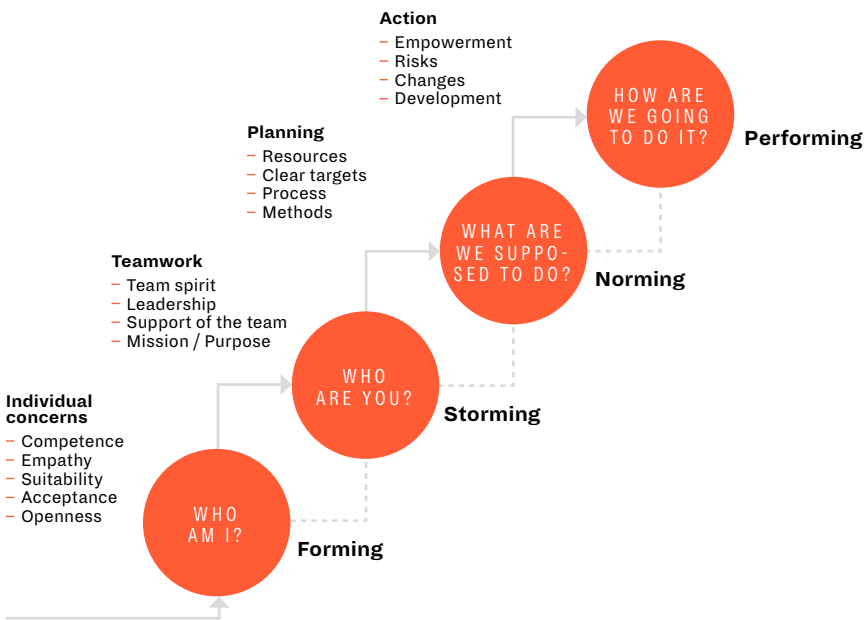 Action
– Empowerment
– Risks
– Changes
– Development
HOW ARE
WE GOING
TO DO IT?
Performing
Planning
– Resources
– Clear targets
– Process
– Methods
WHAT ARE
WE SUPPO-
SED TO DO?
Norming
Teamwork
– Team spirit
– Leadership
– Support of the team
– Mission / Purpose
WHO
ARE YOU?
Storming
Individual
concerns
– Competence
– Empathy
– Suitability
– Acceptance
– Openness
WHO
AM I?
Forming